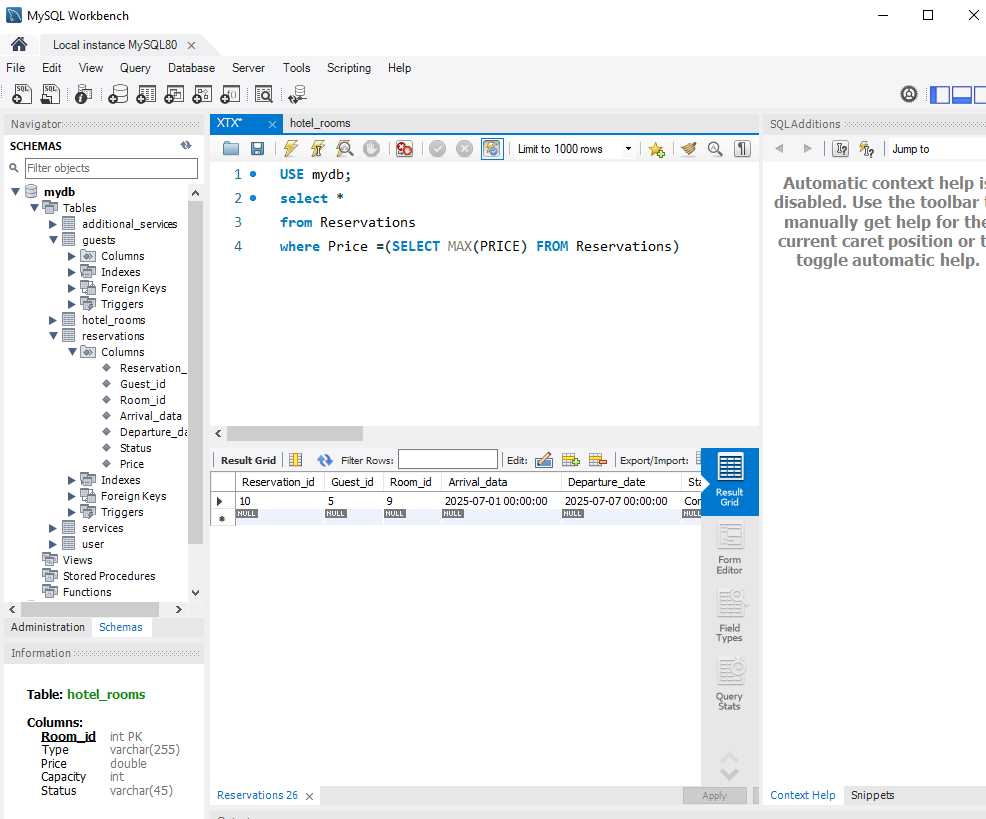 MySQL Workbench
Local instance MySQL80
File Edit View Query Database Server Tools Scripting Help
Navigator
SCHEMAS
Filter objects
mydb
Tables
additional_services
guests
Columns
Indexes
Foreign Keys
Triggers
hotel_rooms
reservations
Columns
Reservation_
Guest_id
Room_id
Arrival_data
Departure_da
Status
Price
Indexes
Foreign Keys
Triggers
services
user
Views
Stored Procedures
Functions
Administration Schemas
Information
Table: hotel_rooms
Columns:
Room_id int PK
Type varchar(255)
Price double
Capacity int
Status varchar(45)
XTX* hotel_rooms
Limit to 1000 rows
1 USE mydb;
2 select *
3 from Reservations
4 where Price =(SELECT MAX(PRICE) FROM Reservations)
Result Grid Filter Rows: Edit: Export/Import:
Reservation_id Guest_id Room_id Arrival_data Departure_date Sta
10 5 9 2025-07-01 00:00:00 2025-07-07 00:00:00 Con
NULL NULL NULL NULL NULL NULL
Result
Grid
Form
Editor
Field
Types
Query
Stats
Reservations 26 Apply
SQLAdditions
Jump to
Automatic context help is
disabled. Use the toolbar t
manually get help for the
current caret position or t
toggle automatic help.
Context Help Snippets